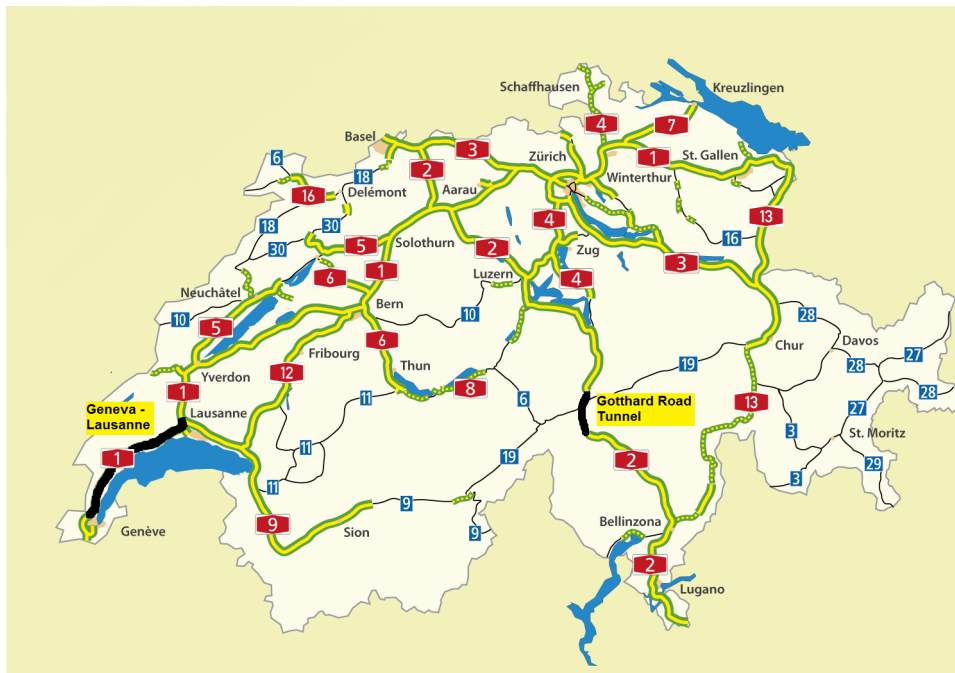 Schaffhausen
Kreuzlingen
4
7
Basel
3
Zürich
1
St. Gallen
6
18
2
Winterthur
16
Delémont
Aarau
13
18
30
4
16
30
5
Solothurn
2
Zug
3
6
1
Luzern
4
Neuchâtel
Bern
28
10
5
10
6
Davos
Chur
Fribourg
19
28
27
12
Thun
8
Yverdon
1
11
6
28
Geneva -
Lausanne
Lausanne
Gotthard Road
Tunnel
13
27
3
St. Moritz
1
11
19
2
29
11
3
9
9
Sion
Bellinzona
Genève
9
2
Lugano